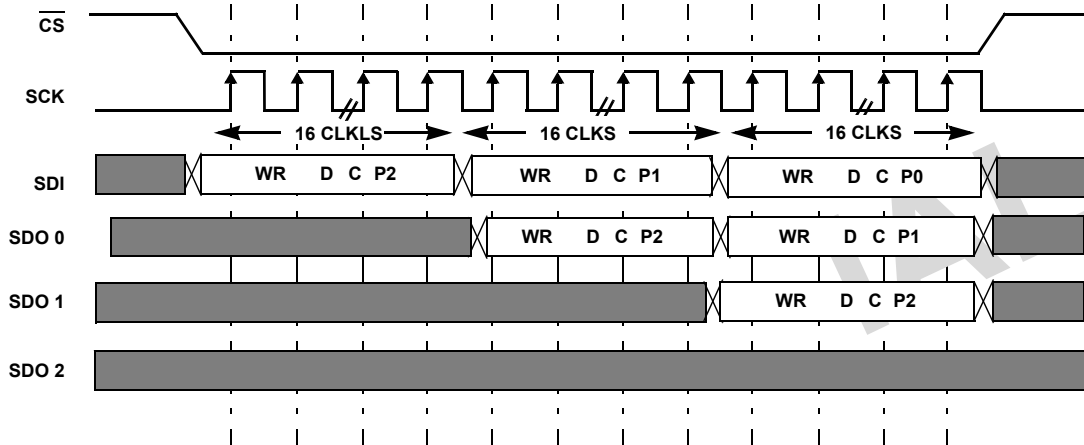 CS
SCK
16 CLKLS 16 CLKS 16 CLKS
SDI WR D C P2 WR D C P1 WR D C P0
SDO 0 WR D C P2 WR D C P1
SDO 1 WR D C P2
SDO 2